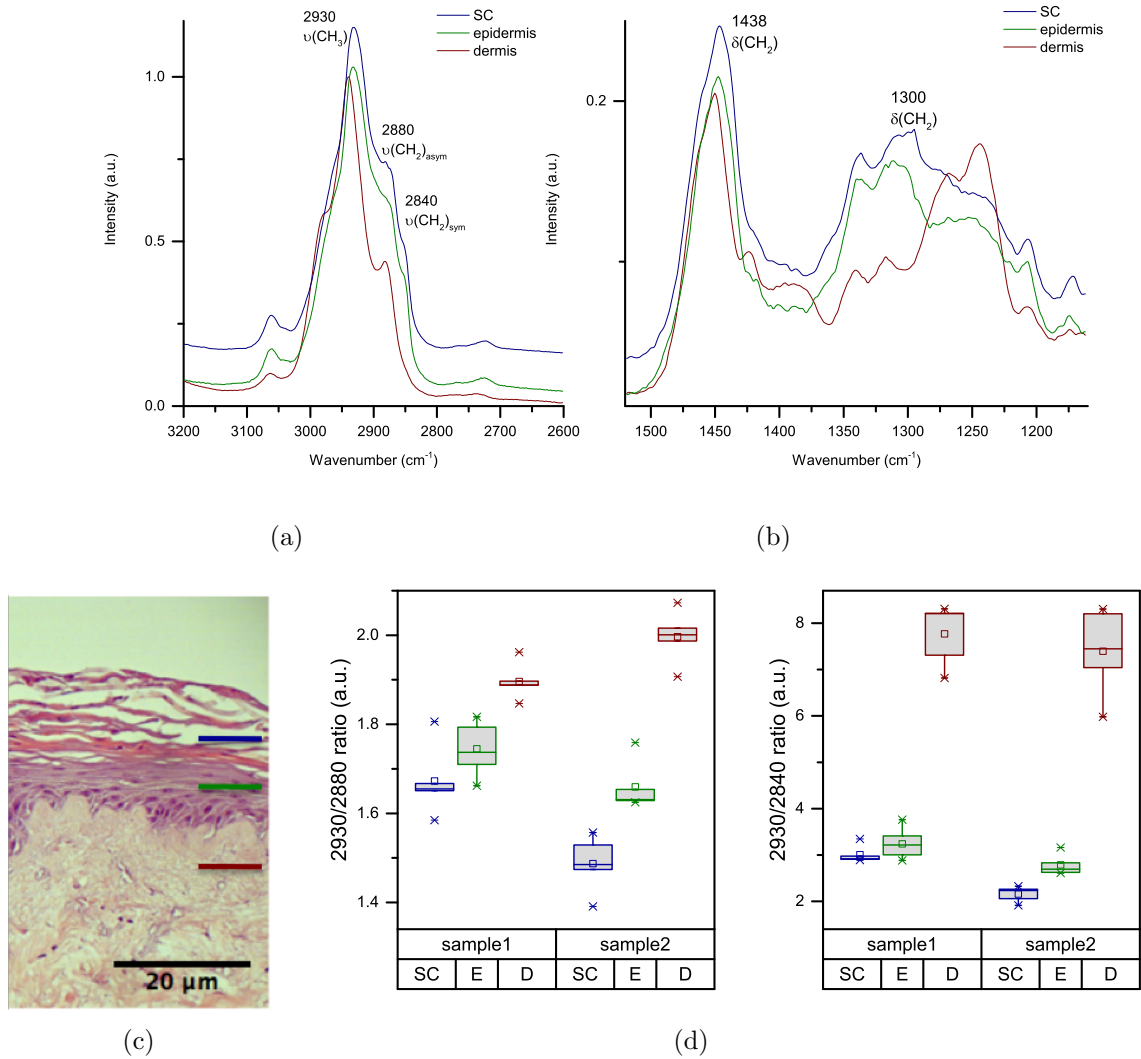 2930
υ(CH3)
2880
υ(CH2)asym
2840
υ(CH2)sym
SC
epidermis
dermis
1.0
0.5
0.0
Intensity (a.u.)
3200 3100 3000 2900 2800 2700 2600
Wavenumber (cm-1)
(a)
1438
δ(CH2)
1300
δ(CH2)
SC
epidermis
dermis
0.2
Intensity (a.u.)
1500 1450 1400 1350 1300 1250 1200
Wavenumber (cm-1)
(b)
20 µm
(c)
2930/2880 ratio (a.u.)
2.0
1.8
1.6
1.4
sample1 sample2
SC E D SC E D
2930/2840 ratio (a.u.)
8
6
4
2
sample1 sample2
SC E D SC E D
(d)